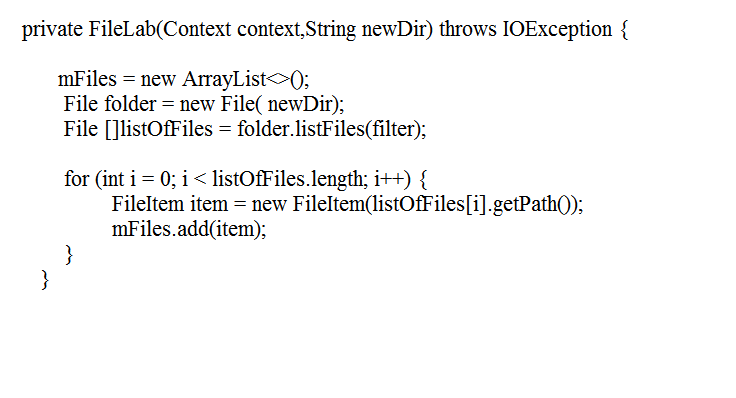 private FileLab(Context context,String newDir) throws IOException {
mFiles = new ArrayList<>();
File folder = new File( newDir);
File []listOfFiles = folder.listFiles(filter);
for (int i = 0; i < listOfFiles.length; i++) {
FileItem item = new FileItem(listOfFiles[i].getPath());
mFiles.add(item);
}
}